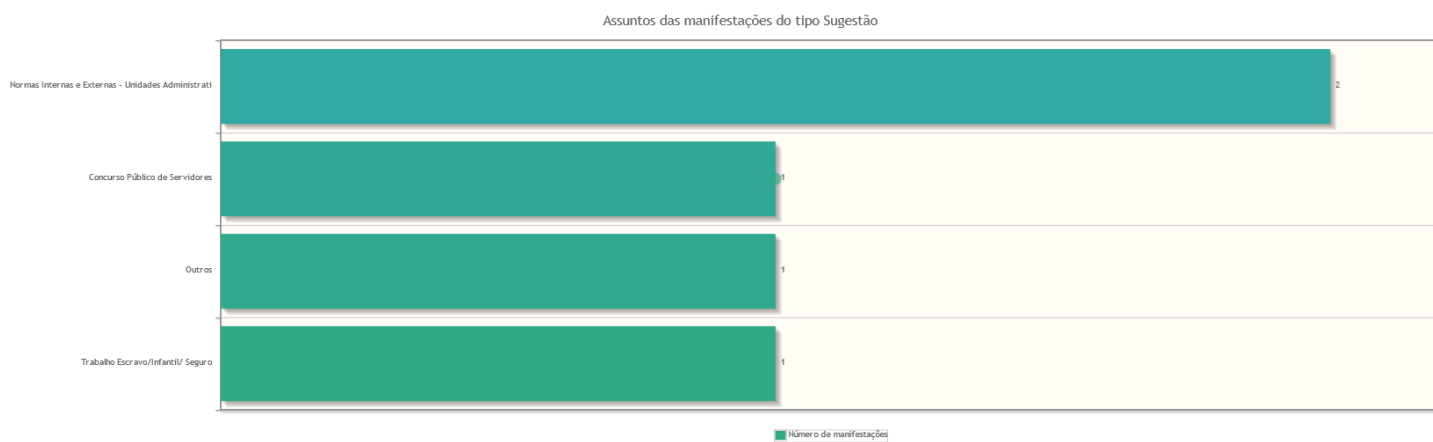 Assuntos das manifestações do tipo Sugestão
Normas Internas e Externas - Unidades Administrati
2
Concurso Público de Servidores
1
Outros
1
Trabalho Escravo/Infantil/ Seguro
1
Número de manifestações